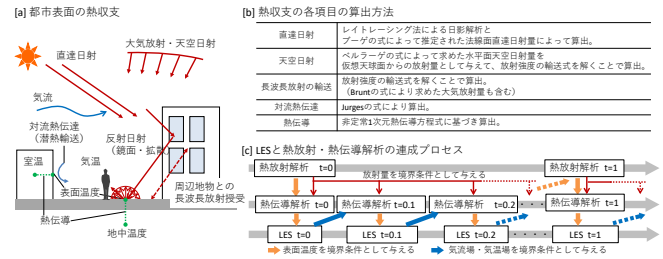 [a] 都市表面の熱収支
直達日射
大気放射・天空日射
気流
対流熱伝達
(潜熱輸送)
反射日射
(鏡面・拡散)
室温
気温
表面温度
熱伝導
地中温度
周辺地物との
長波長放射授受
[b] 熱収支の各項目の算出方法
直達日射
レイトレーシング法による日影解析と
ブーゲの式によって推定された法線面直達日射量によって算出。
天空日射
ベルラーゲの式によって求めた水平面天空日射量を
仮想天球面からの放射量として与えて、放射強度の輸送式を解くことで算出。
長波長放射の輸送
放射強度の輸送式を解くことで算出。
(Bruntの式により求めた大気放射量も含む)
対流熱伝達
Jurgesの式により算出。
熱伝導
非定常1次元熱伝導方程式に基づき算出。
[c] LESと熱放射・熱伝導解析の連成プロセス
熱放射解析 t=0
熱放射解析 t=1
放射量を境界条件として与える
熱伝導解析 t=0
熱伝導解析 t=0.1
熱伝導解析 t=0.2
熱伝導解析 t=1
LES t=0
LES t=0.1
LES t=0.2
LES t=1
表面温度を境界条件として与える
気流場・気温場を境界条件として与える